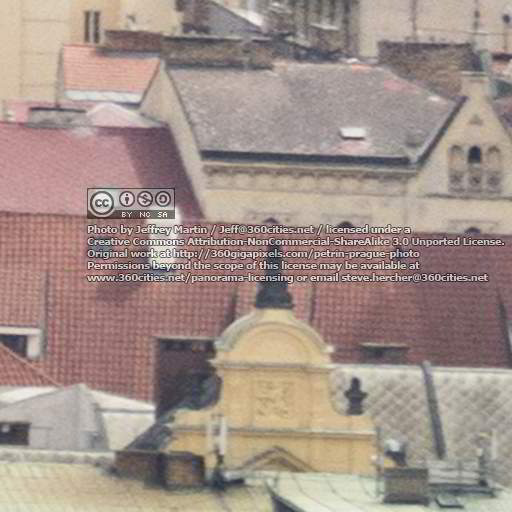 cc
BY NC SA
Photo by Jeffrey Martin / Jeff@360cities.net / licensed under a
Creative Commons Attribution-NonCommercial-ShareAlike 3.0 Unported License.
Original work at http://360gigapixels.com/petrin-prague-photo
Permissions beyond the scope of this license may be available at
www.360cities.net/panorama-licensing or email steve.hercher@360cities.net